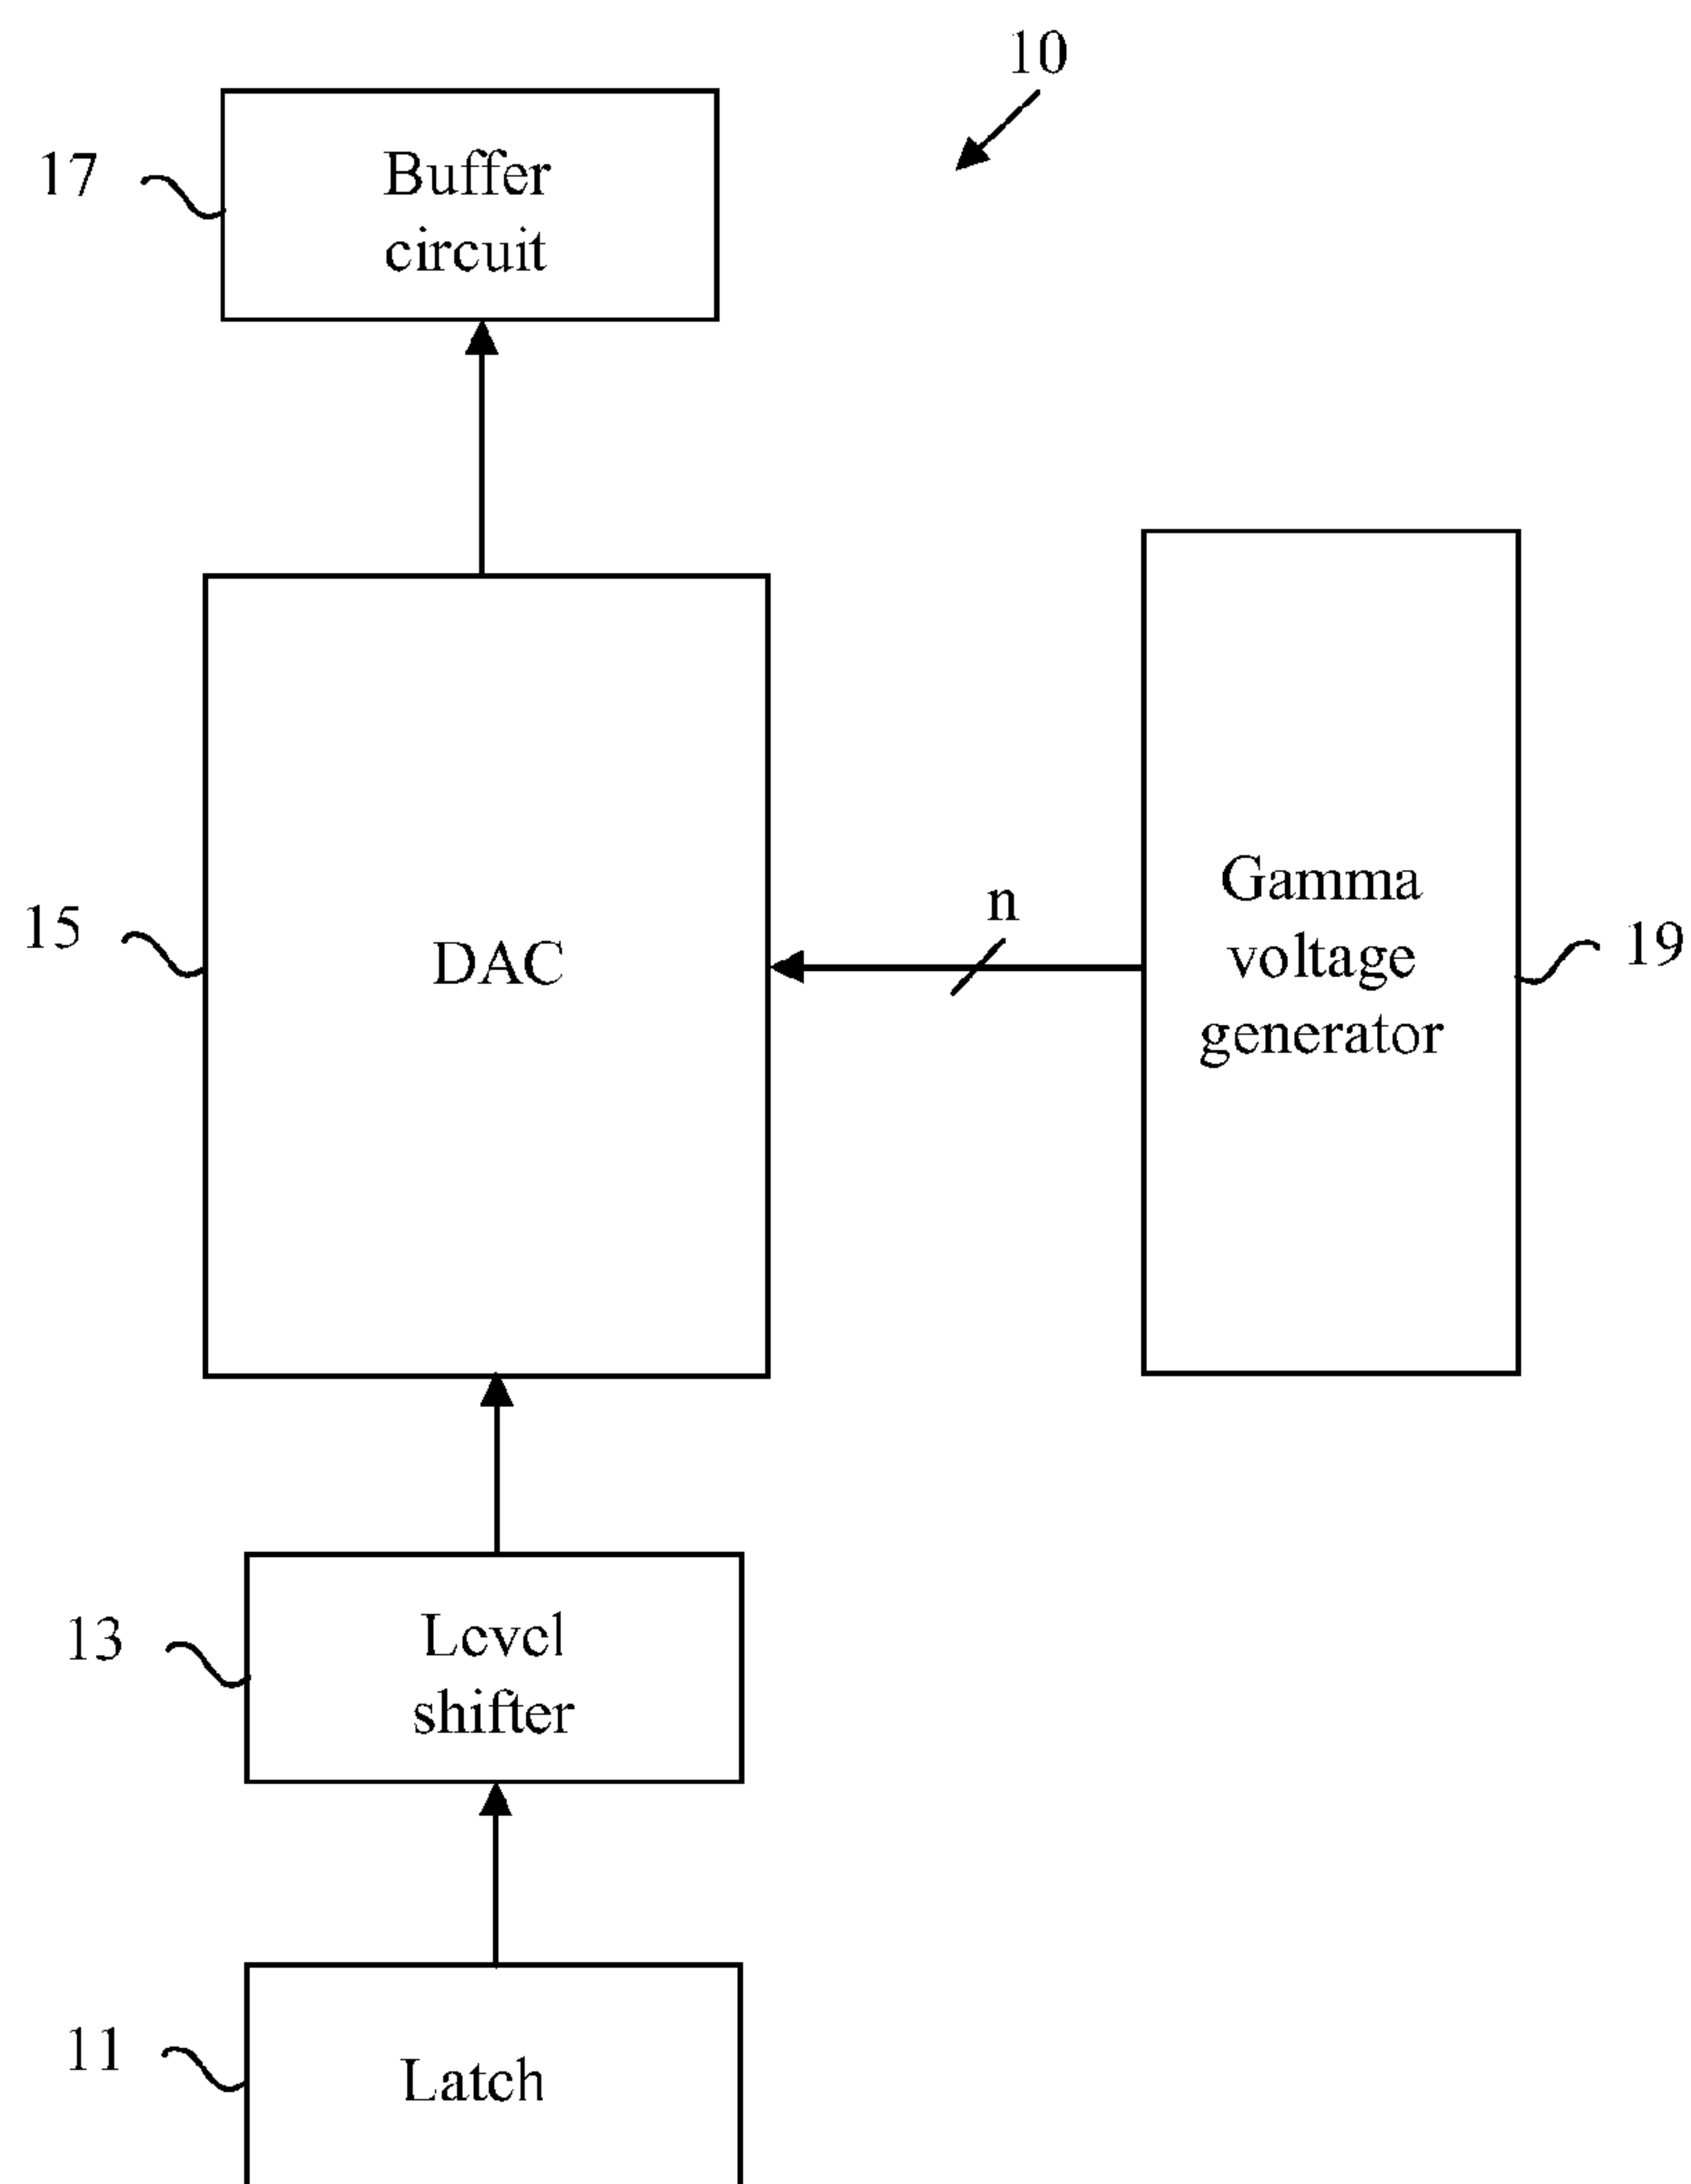 10
17
Buffer
circuit
15
DAC
n
Gamma
voltage
generator
19
13
Level
shifter
11
Latch